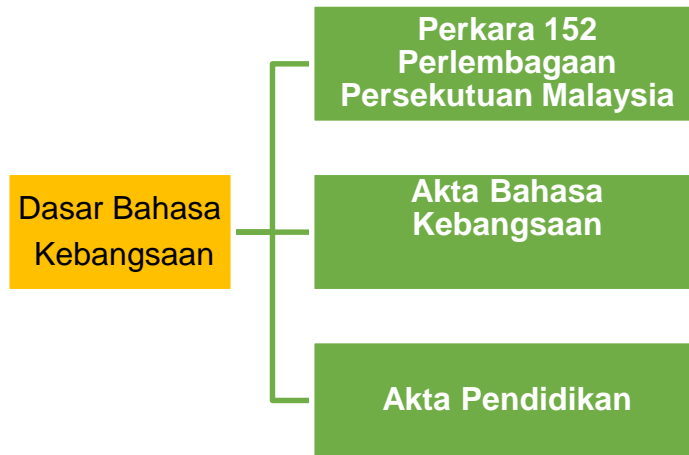 Perkara 152
Perlembagaan
Persekutuan Malaysia
Dasar Bahasa
Kebangsaan
Akta Bahasa
Kebangsaan
Akta Pendidikan